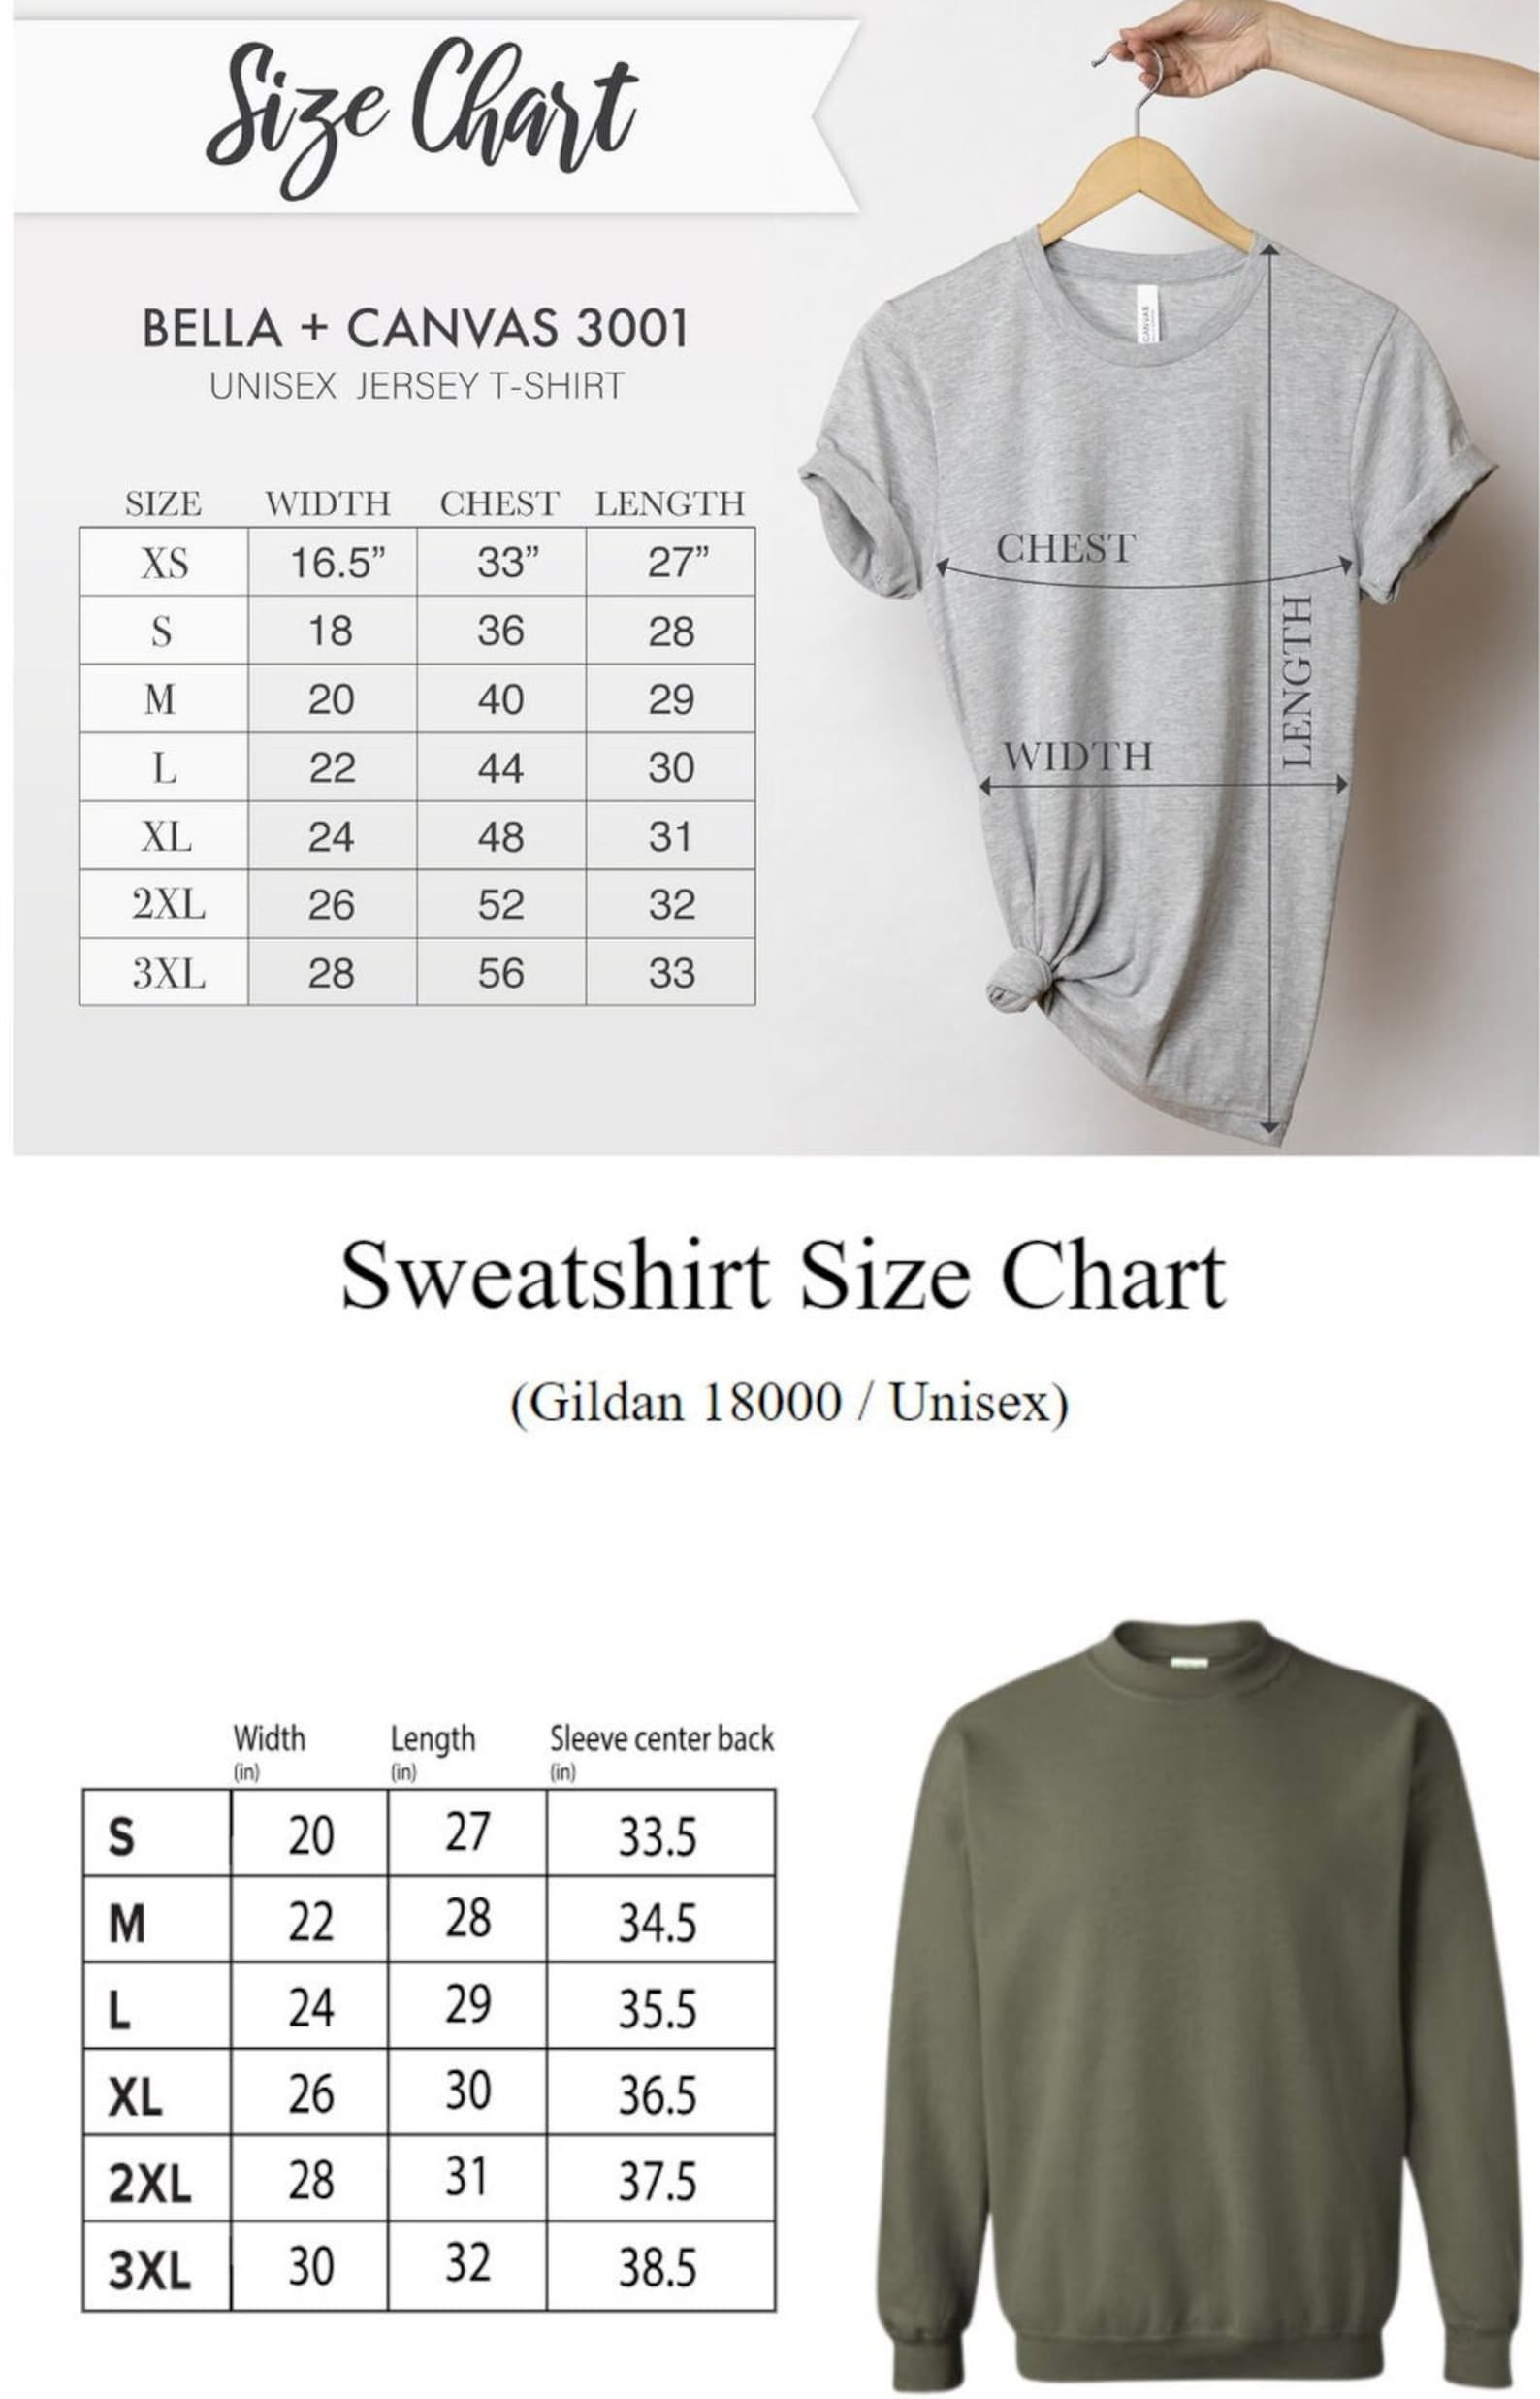 Size Chart
BELLA + CANVAS 3001
UNISEX JERSEY T-SHIRT
SIZE WIDTH CHEST LENGTH
XS 16.5” 33” 27”
S 18 36 28
M 20 40 29
L 22 44 30
XL 24 48 31
2XL 26 52 32
3XL 28 56 33
CANVAS
CHEST
LENGTH
WIDTH
Sweatshirt Size Chart
(Gildan 18000 / Unisex)
Width Length Sleeve center back
(in) (in) (in)
S 20 27 33.5
M 22 28 34.5
L 24 29 35.5
XL 26 30 36.5
2XL 28 31 37.5
3XL 30 32 38.5